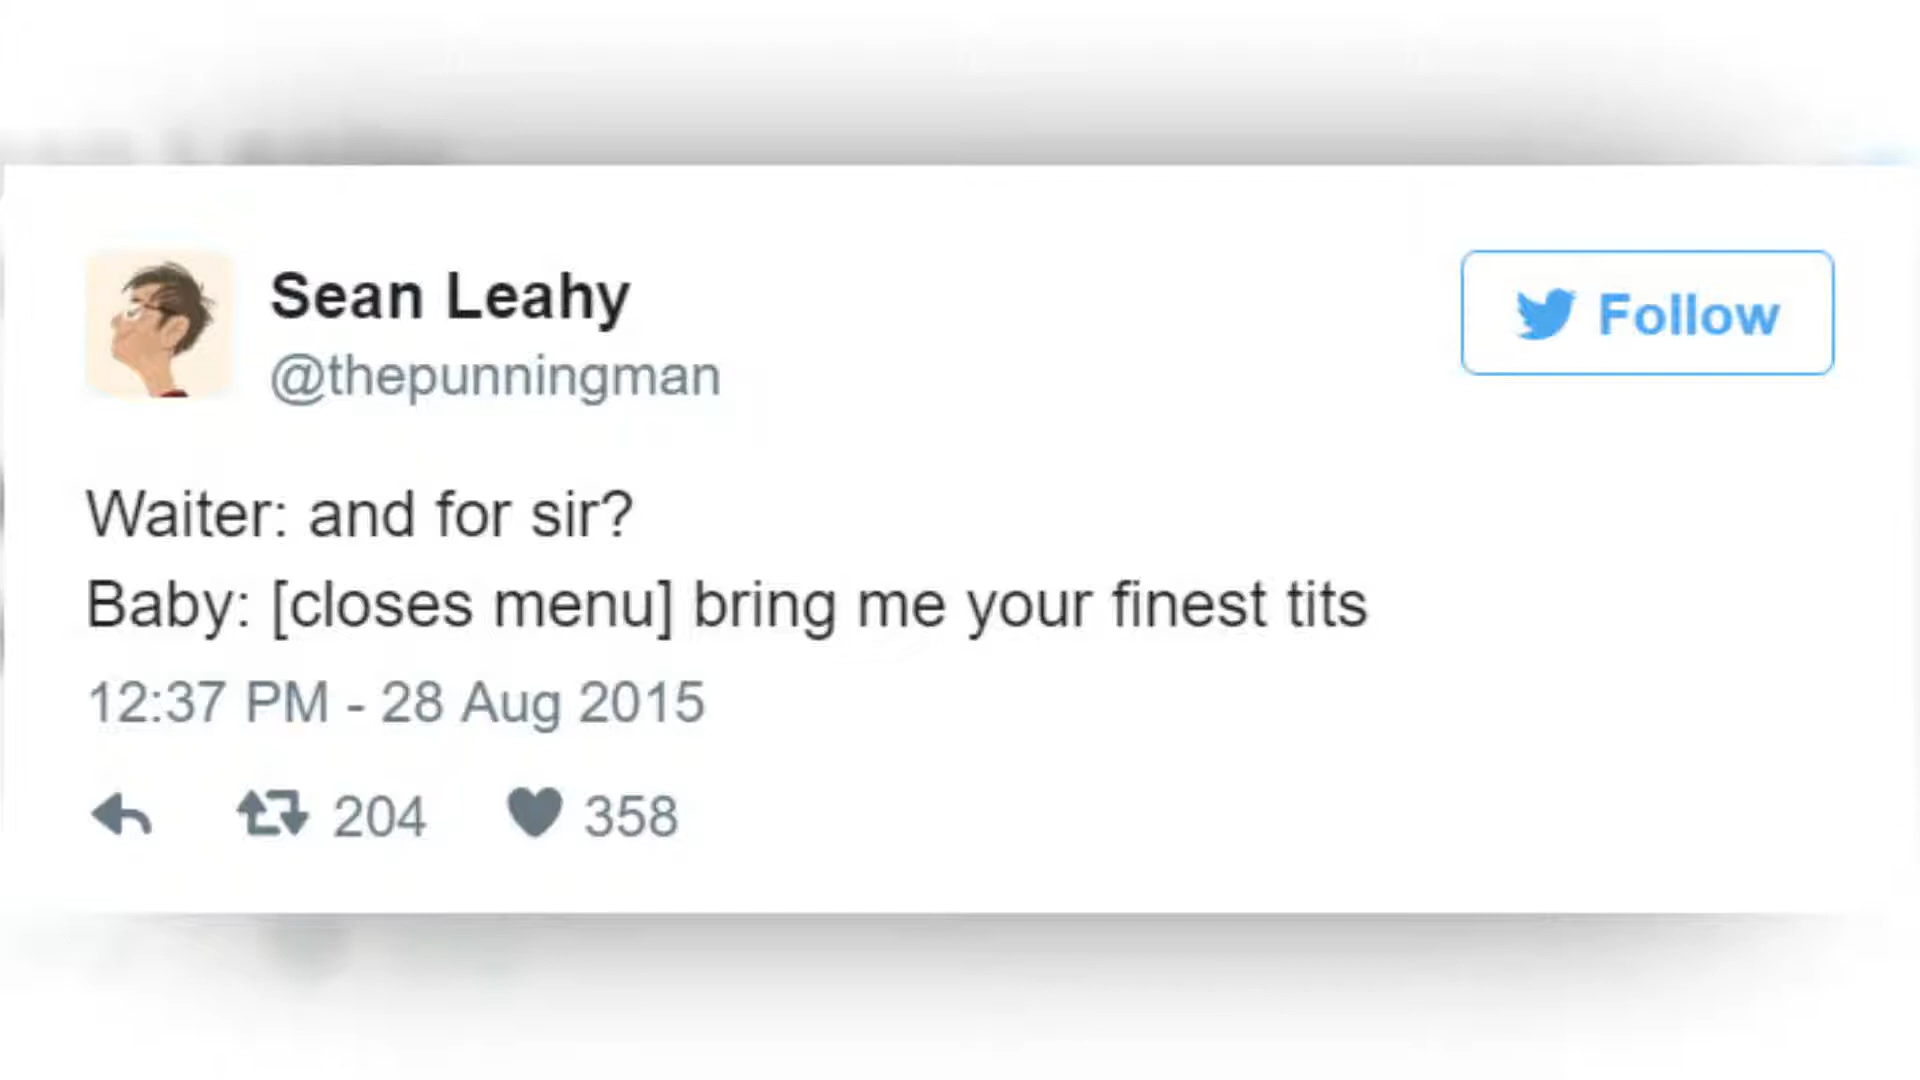 Sean Leahy
@thepunningman
Follow
Waiter: and for sir?
Baby: [closes menu] bring me your finest tits
12:37 PM - 28 Aug 2015
204 358